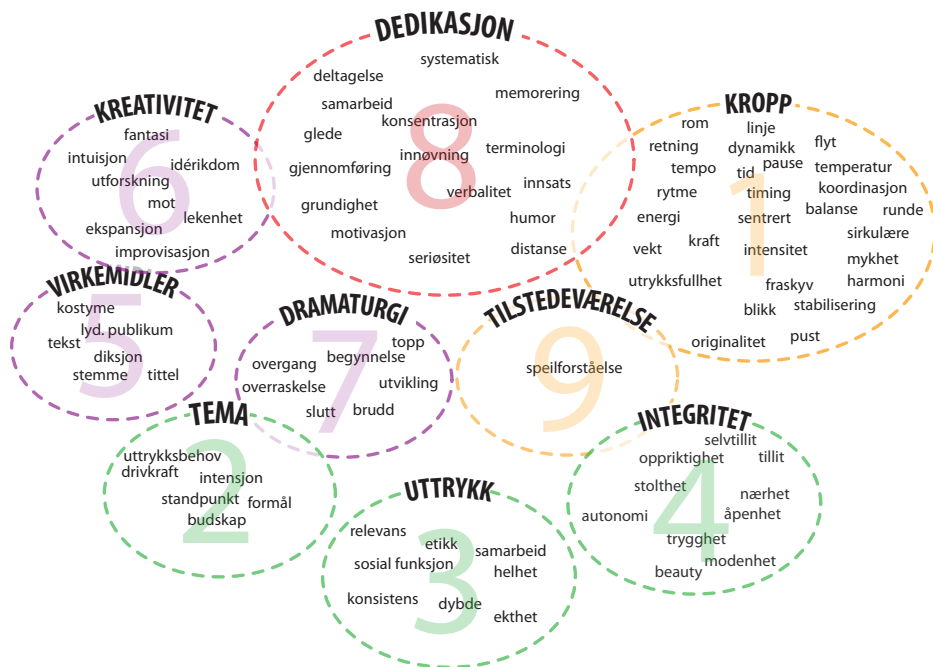 DEDIKASJON
8
systematisk
deltagelse
memorering
samarbeid
konsentrasjon
glede
terminologi
innøvning
gjennomføring
innsats
verbalitet
grundighet
humor
motivasjon
distanse
seriøsitet
KREATIVITET
6
fantasi
intuisjon
idérikdom
utforskning
mot
lekenhet
ekspansjon
improvisasjon
KROPP
1
rom
linje
flyt
retning
dynamikk
pause
tempo
tid
temperatur
rytme
timing
koordinasjon
energi
sentrert
balanse
runde
sirkulære
vekt
kraft
intensitet
mykhet
utrykksfullhet
fraskyv
harmoni
blikk
stabilisering
originalitet
pust
VIRKEMIDLER
5
kostyme
lyd. publikum
tekst
diksjon
stemme
tittel
DRAMATURGI
7
topp
begynnelse
overgang
utvikling
overraskelse
slutt
brudd
TILSTEDEVÆRELSE
9
speilforståelse
TEMA
2
uttrykksbehov
drivkraft
intensjon
standpunkt
formål
budskap
UTTRYKK
3
relevans
etikk
samarbeid
sosial funksjon
helhet
konsistens
dybde
ekthet
INTEGRITET
4
selvtillit
oppriktighet
tillit
stolthet
nærhet
autonomi
åpenhet
trygghet
modenhet
beauty